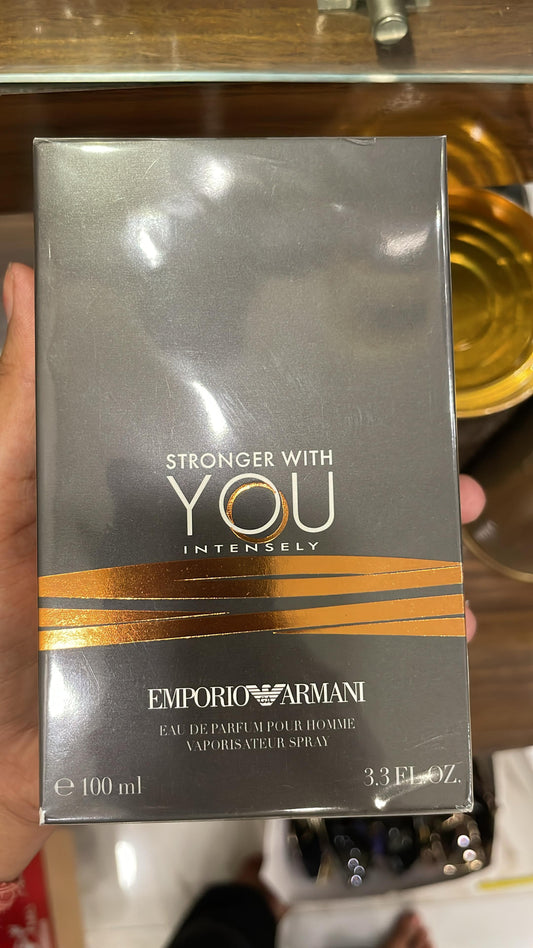 STRONGER WITH
YOU
INTENSELY
EMPORIO ARMANI
EAU DE PARFUM POUR HOMME
VAPORISATEUR SPRAY
℮ 100 ml
3.3 FL.OZ.